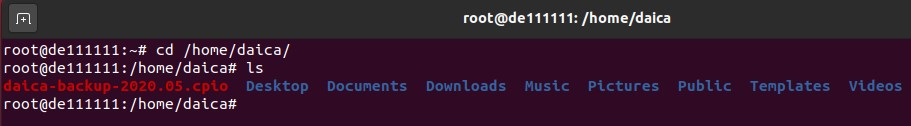 root@de111111: /home/daica
root@de111111:~# cd /home/daica/
root@de111111:/home/daica# ls
daica-backup-2020.05.cpio Desktop Documents Downloads Music Pictures Public Templates Videos
root@de111111:/home/daica#